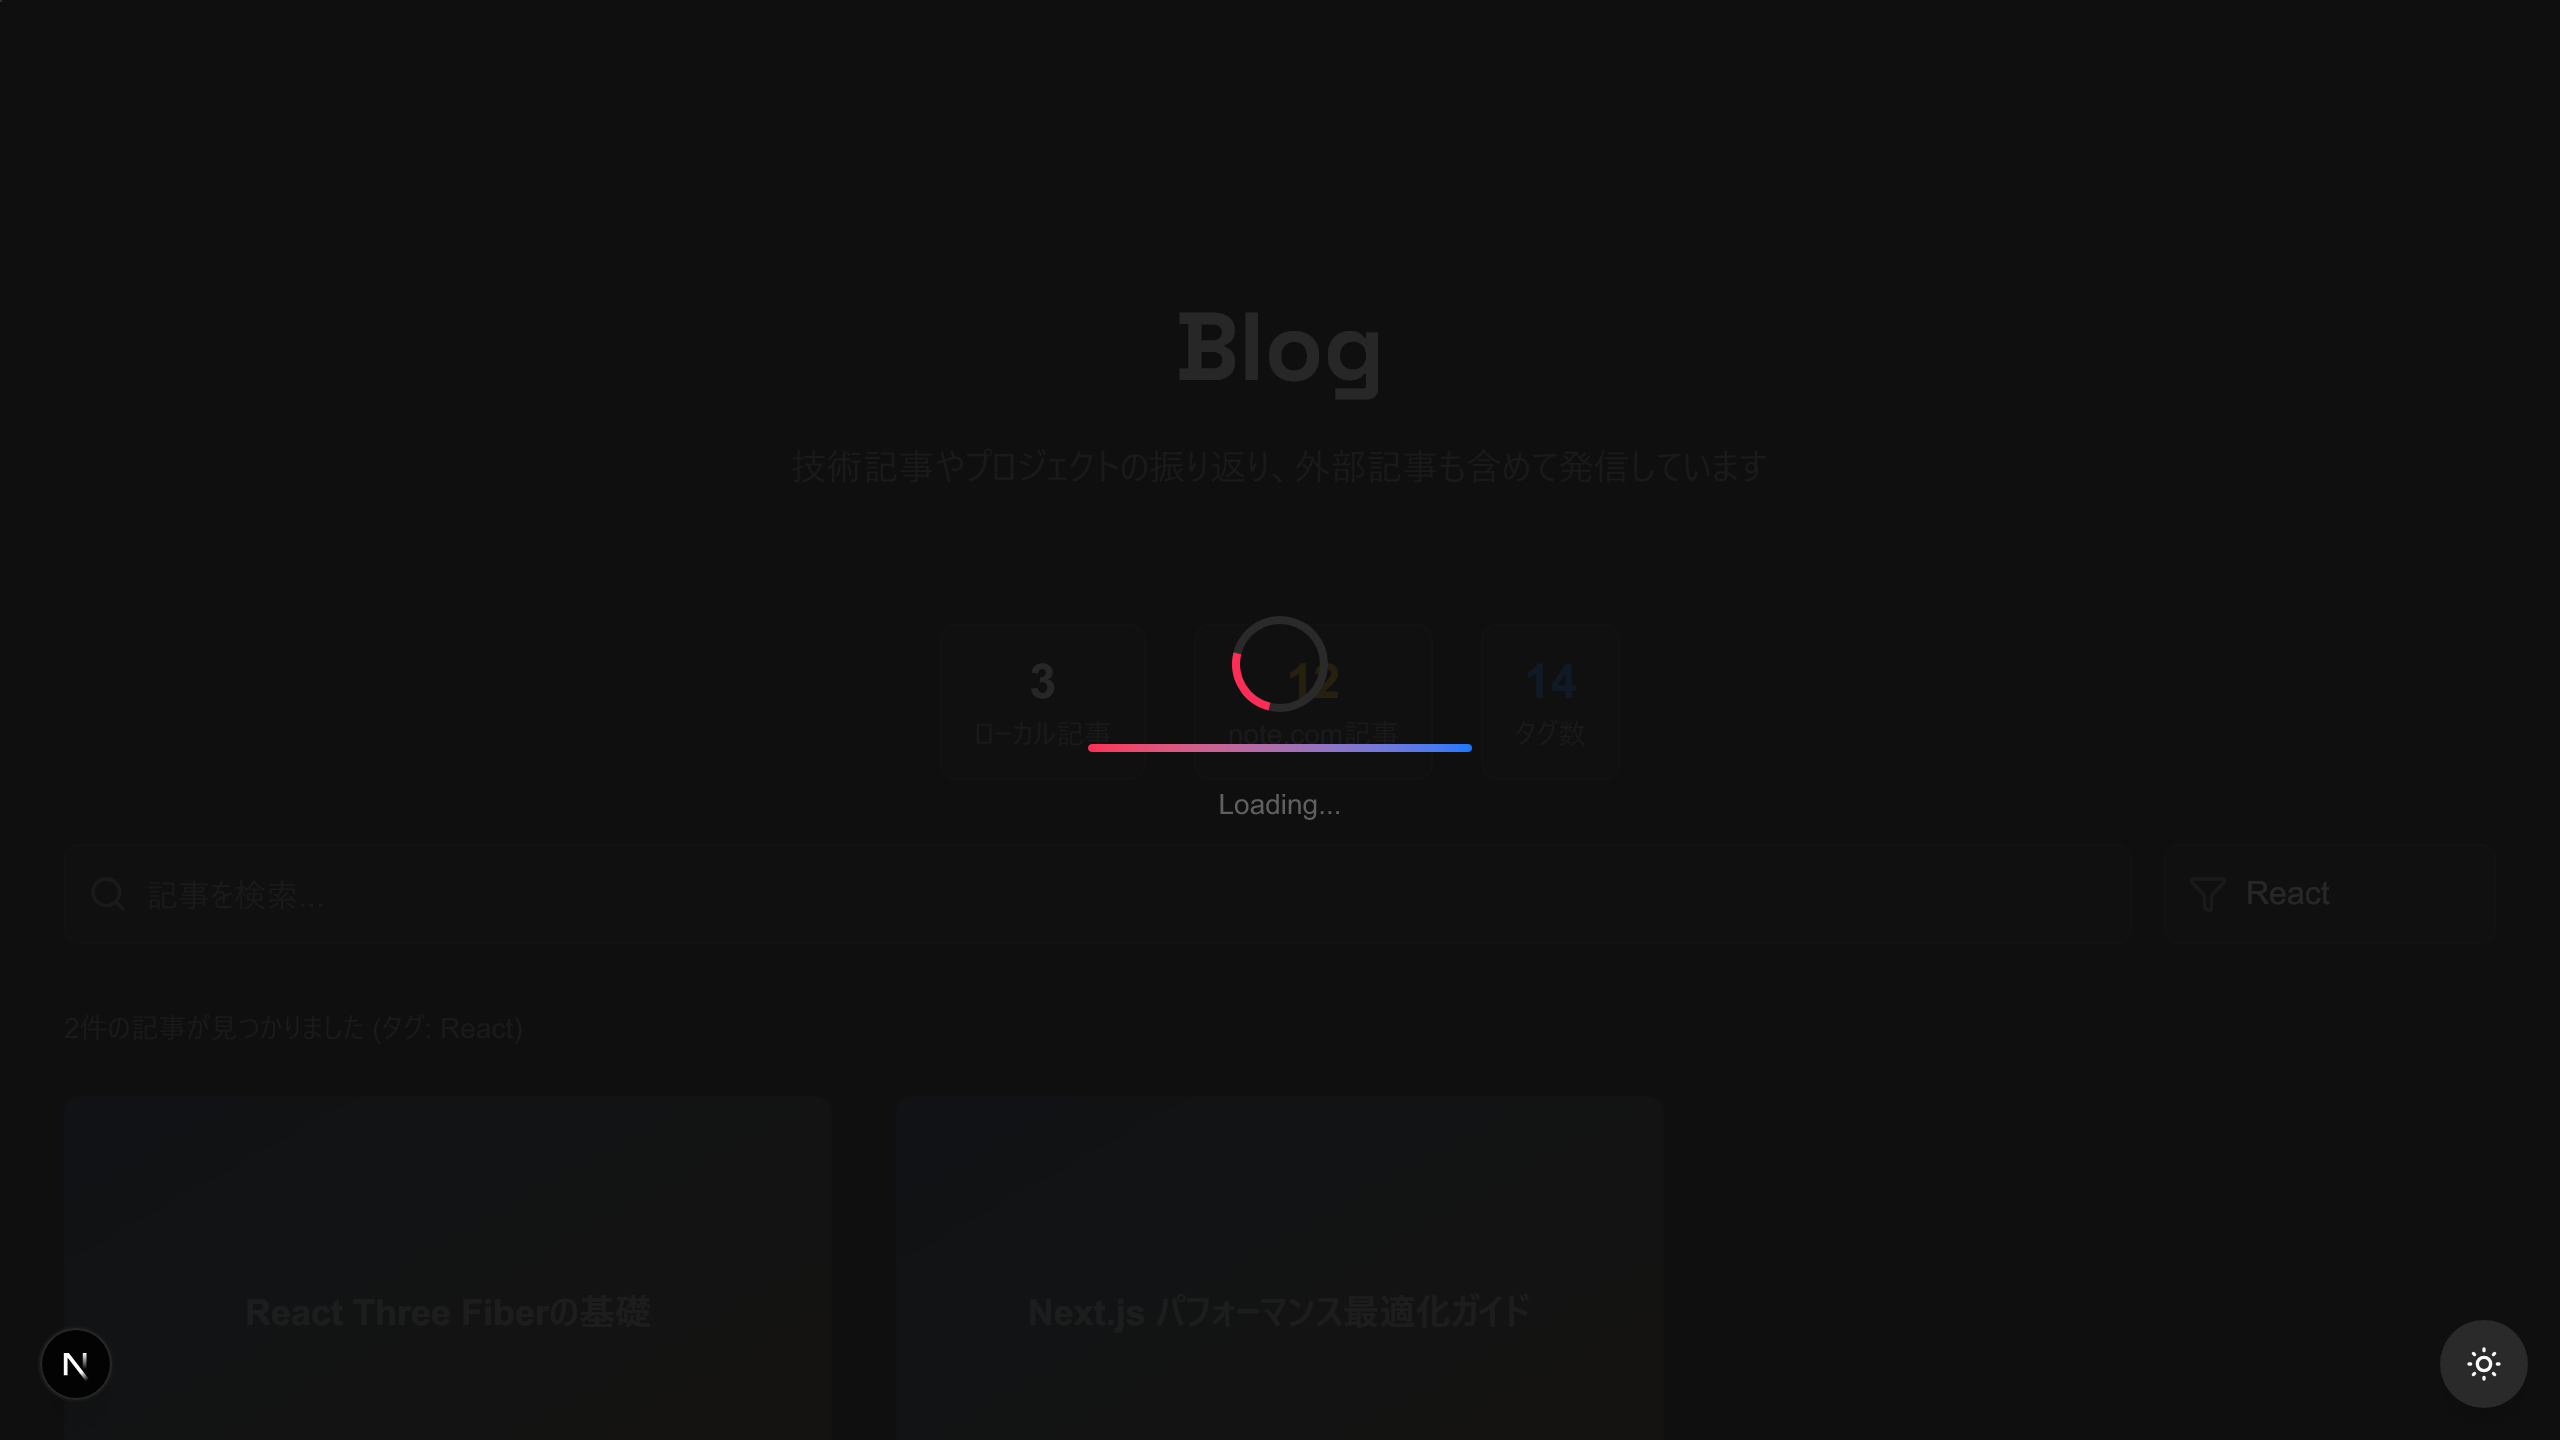 Blog
技術記事やプロジェクトの振り返り、外部記事も含めて発信しています
3
12
14
ローカル記事
note.com記事
タグ数
Loading...
記事を検索...
React
2件の記事が見つかりました (タグ: React)
React Three Fiberの基礎
Next.js パフォーマンス最適化ガイド
N